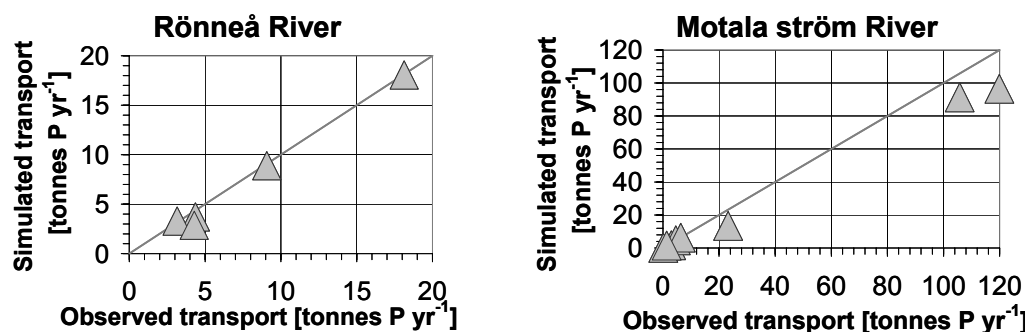 Rönneå River
Simulated transport
[tonnes P yr-1]
20
15
10
5
0
0 5 10 15 20
Observed transport [tonnes P yr-1]
Motala ström River
Simulated transport
[tonnes P yr-1]
120
100
80
60
40
20
0
0 20 40 60 80 100 120
Observed transport [tonnes P yr-1]